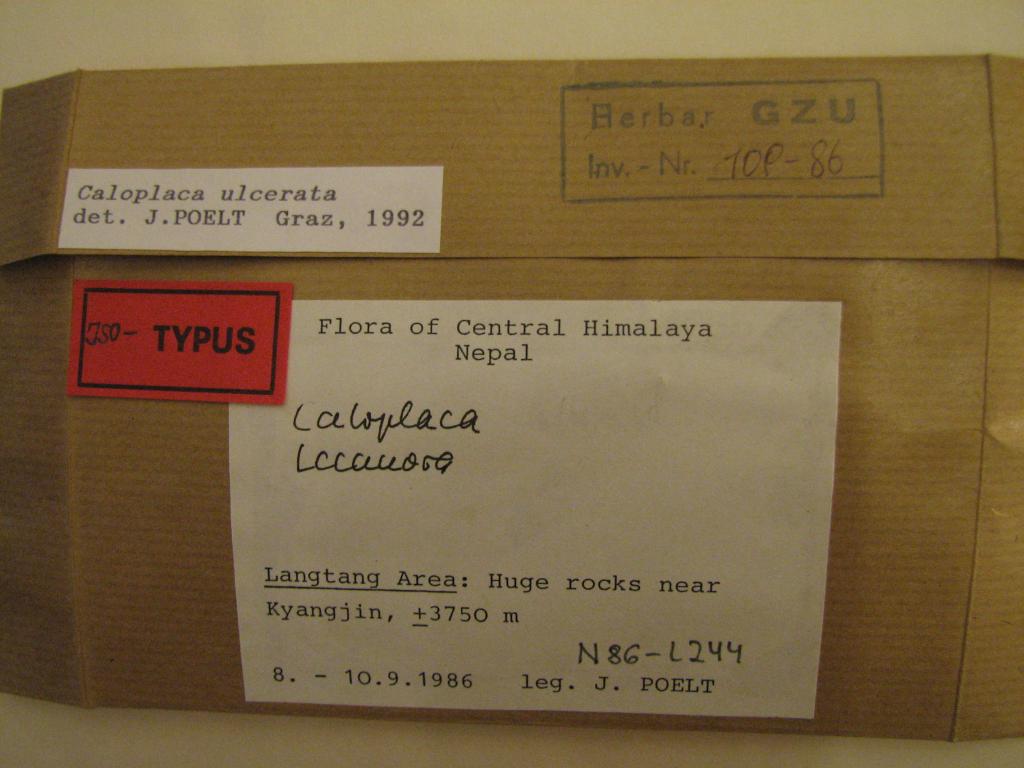 Herbar GZU
Inv.-Nr. 10P-86
Caloplaca ulcerata
det. J.POELT Graz, 1992
Iso- TYPUS
Flora of Central Himalaya
Nepal
Caloplaca
Lecanora
Langtang Area: Huge rocks near
Kyangjin, ±3750 m
N86-L244
8. - 10.9.1986 leg. J. POELT